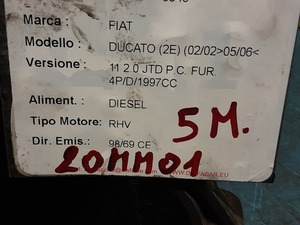 Marca : FIAT
Modello : DUCATO (2E) (02/02>05/06<
Versione : 11 2.0 JTD P.C. FUR.
4P/D/1997CC
Aliment. : DIESEL
Tipo Motore: RHV
Dir. Emis.: 98/69 CE
5 M.
20MM01